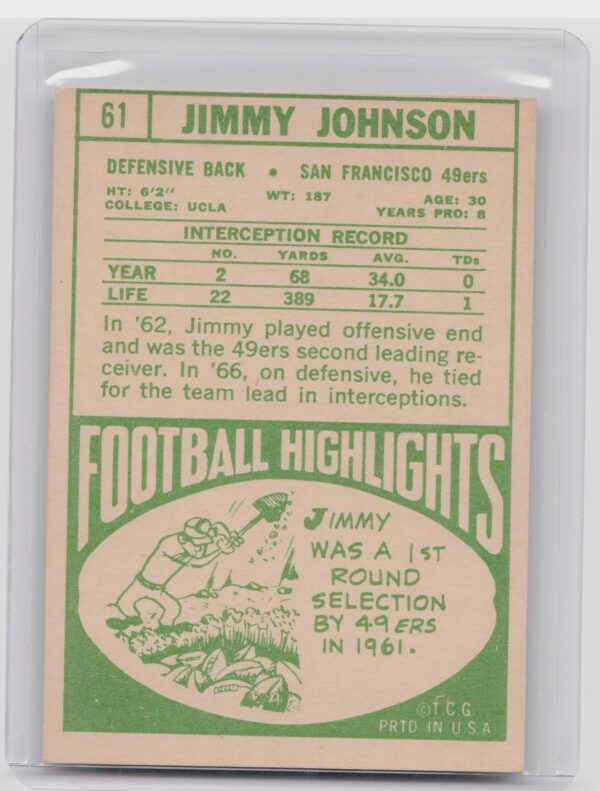 61 JIMMY JOHNSON
DEFENSIVE BACK • SAN FRANCISCO 49ers
HT: 6'2" WT: 187 AGE: 30
COLLEGE: UCLA YEARS PRO: 8
INTERCEPTION RECORD
NO. YARDS AVG. TDs
YEAR 2 68 34.0 0
LIFE 22 389 17.7 1
In '62, Jimmy played offensive end
and was the 49ers second leading re-
ceiver. In '66, on defensive, he tied
for the team lead in interceptions.
FOOTBALL HIGHLIGHTS
JIMMY
WAS A 1ST
ROUND
SELECTION
BY 49ERS
IN 1961.
©T.C.G.
PRTD IN U.S.A